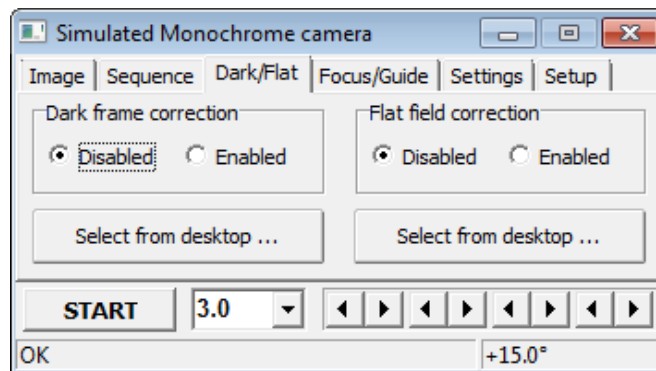 Simulated Monochrome camera
Image Sequence Dark/Flat Focus/Guide Settings Setup
Dark frame correction Flat field correction
Disabled Enabled Disabled Enabled
Select from desktop ... Select from desktop ...
START 3.0
OK +15.0°